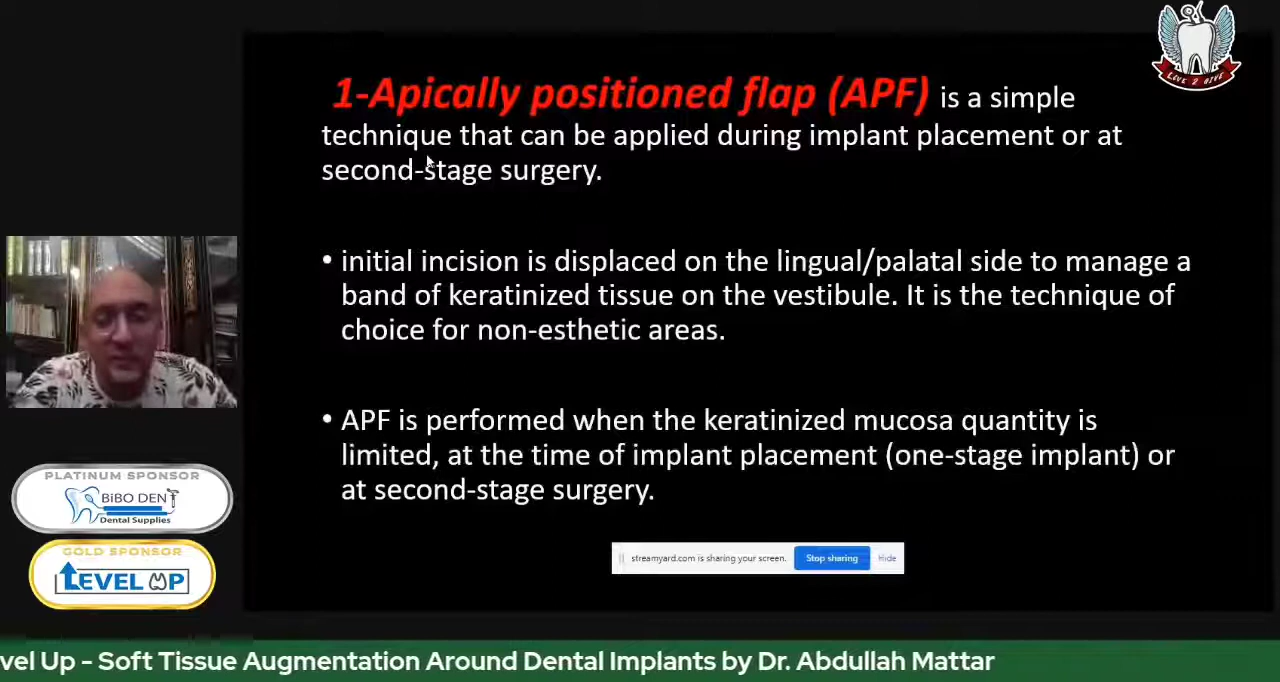 1-Apically positioned flap (APF) is a simple
technique that can be applied during implant placement or at
second-stage surgery.
• initial incision is displaced on the lingual/palatal side to manage a
band of keratinized tissue on the vestibule. It is the technique of
choice for non-esthetic areas.
• APF is performed when the keratinized mucosa quantity is
limited, at the time of implant placement (one-stage implant) or
at second-stage surgery.
LIVE 2 GIVE
PLATINUM SPONSOR
BiBO DENT
Dental Supplies
GOLD SPONSOR
LEVEL UP
streamyard.com is sharing your screen. Stop sharing Hide
vel Up - Soft Tissue Augmentation Around Dental Implants by Dr. Abdullah Mattar